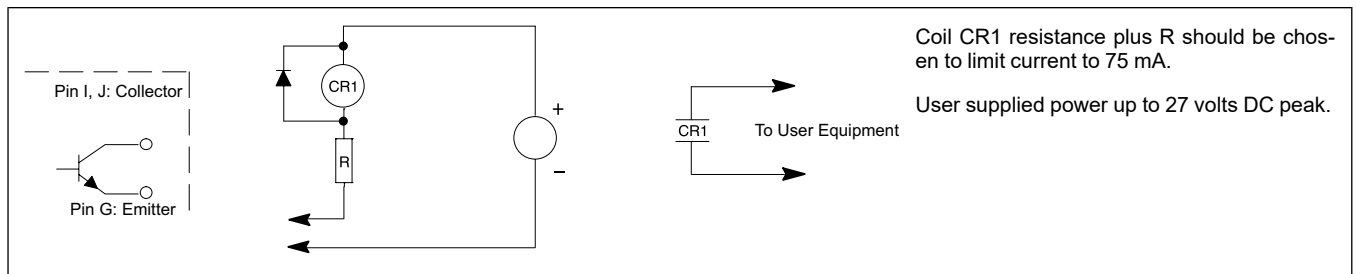 Pin I, J: Collector
Pin G: Emitter
CR1
R
+
–
CR1
To User Equipment
Coil CR1 resistance plus R should be chos-
en to limit current to 75 mA.
User supplied power up to 27 volts DC peak.